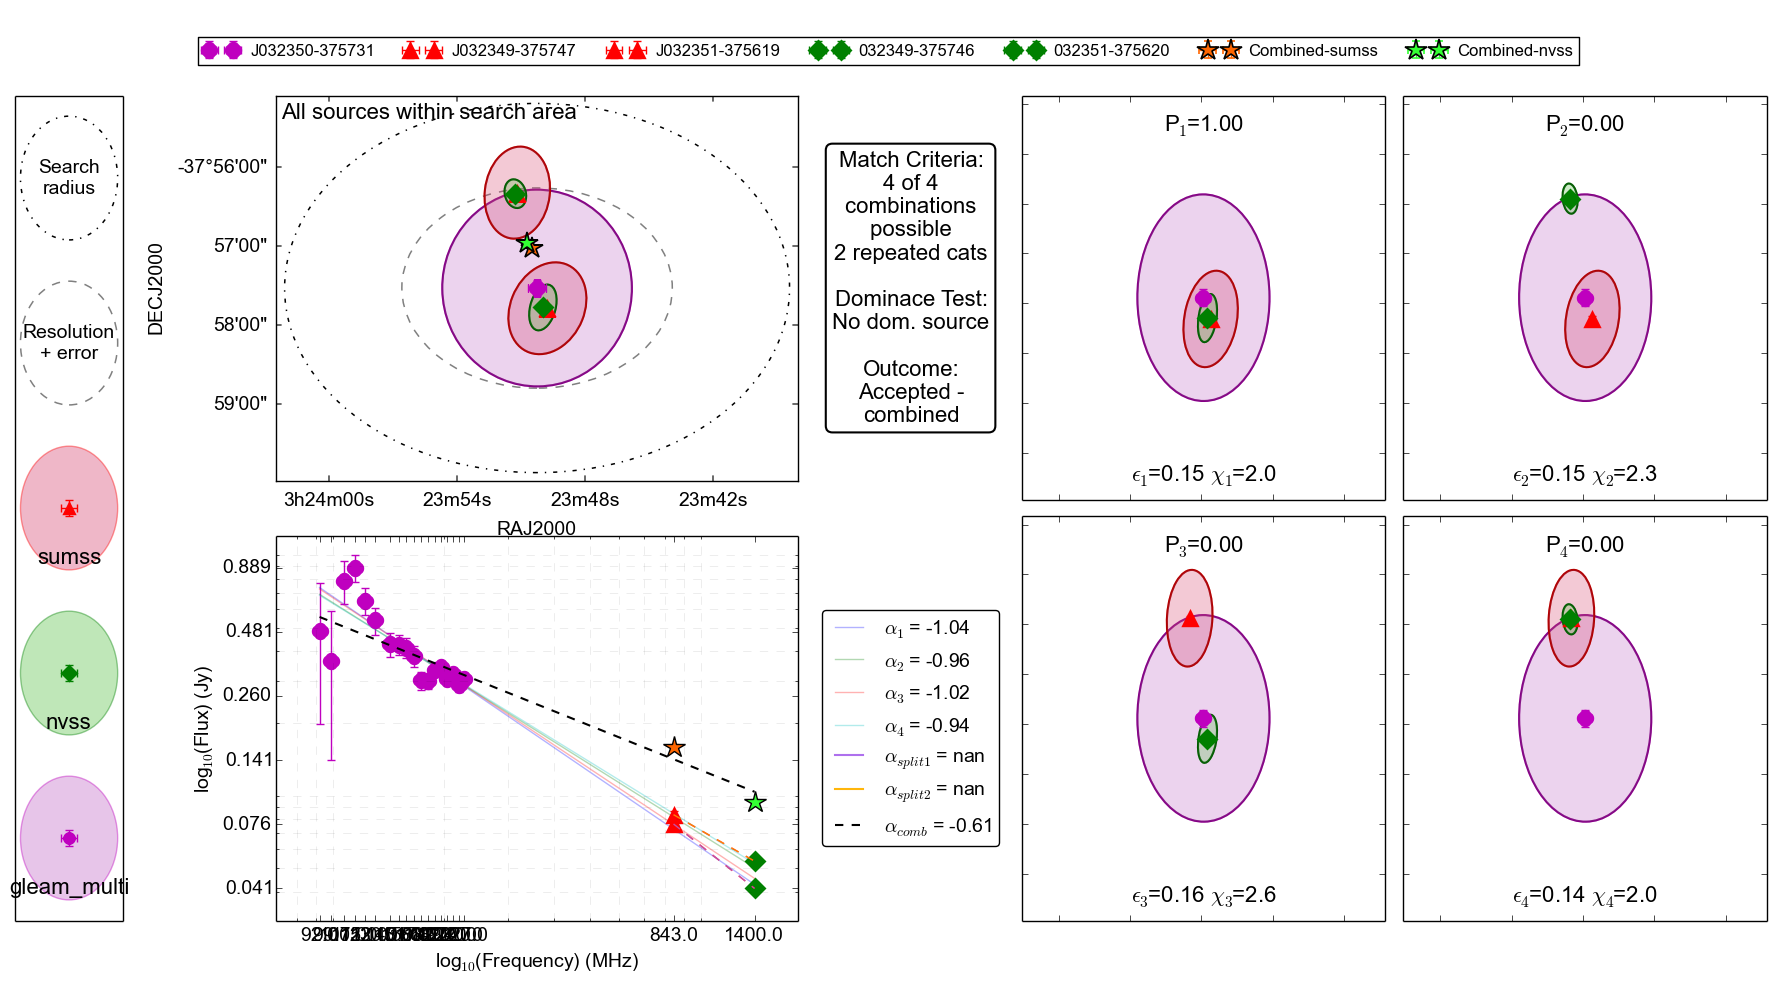 J032350-375731 J032349-375747 J032351-375619 032349-375746 032351-375620 Combined-sumss Combined-nvss
Search
radius
Resolution
+ error
sumss
nvss
gleam_multi
All sources within search area
DECJ2000
-37°56'00"
57'00"
58'00"
59'00"
3h24m00s 23m54s 23m48s 23m42s
RAJ2000
Match Criteria:
4 of 4
combinations
possible
2 repeated cats
Dominace Test:
No dom. source
Outcome:
Accepted -
combined
P1=1.00
ϵ1=0.15 χ1=2.0
P2=0.00
ϵ2=0.15 χ2=2.3
P3=0.00
ϵ3=0.16 χ3=2.6
P4=0.00
ϵ4=0.14 χ4=2.0
log10(Flux) (Jy)
0.889
0.481
0.260
0.141
0.076
0.041
843.0 1400.0
log10(Frequency) (MHz)
α1 = -1.04
α2 = -0.96
α3 = -1.02
α4 = -0.94
αsplit1 = nan
αsplit2 = nan
αcomb = -0.61